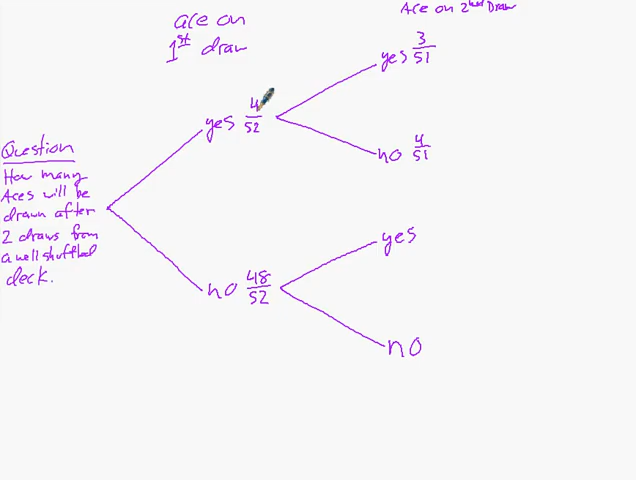 ace on
1st draw
Ace on 2nd Draw
yes 3/51
yes 4/52
no 4/51
Question
How many
Aces will be
drawn after
2 draws from
a well shuffled
deck.
yes
no 48/52
no